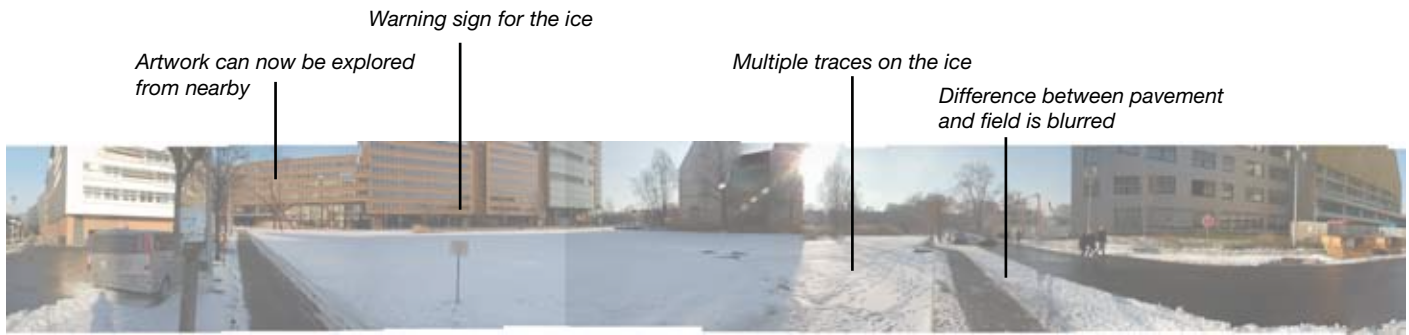 Warning sign for the ice
Artwork can now be explored
from nearby
Multiple traces on the ice
Difference between pavement
and field is blurred